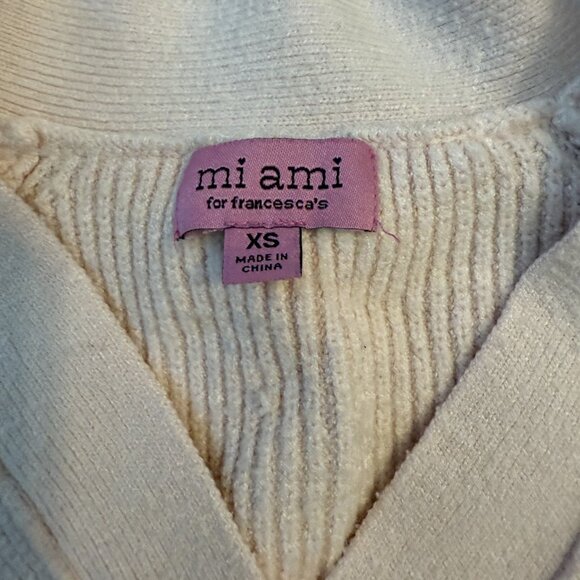 mi ami
for francesca's
XS
MADE IN
CHINA